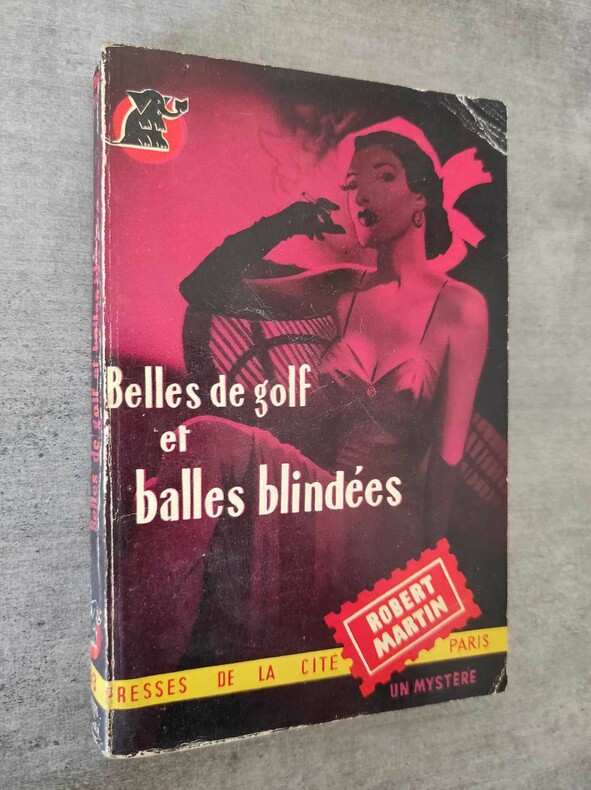 Belles de golf
et
balles blindées
ROBERT
MARTIN
PRESSES DE LA CITÉ PARIS
UN MYSTÈRE
Belles de golf et balles